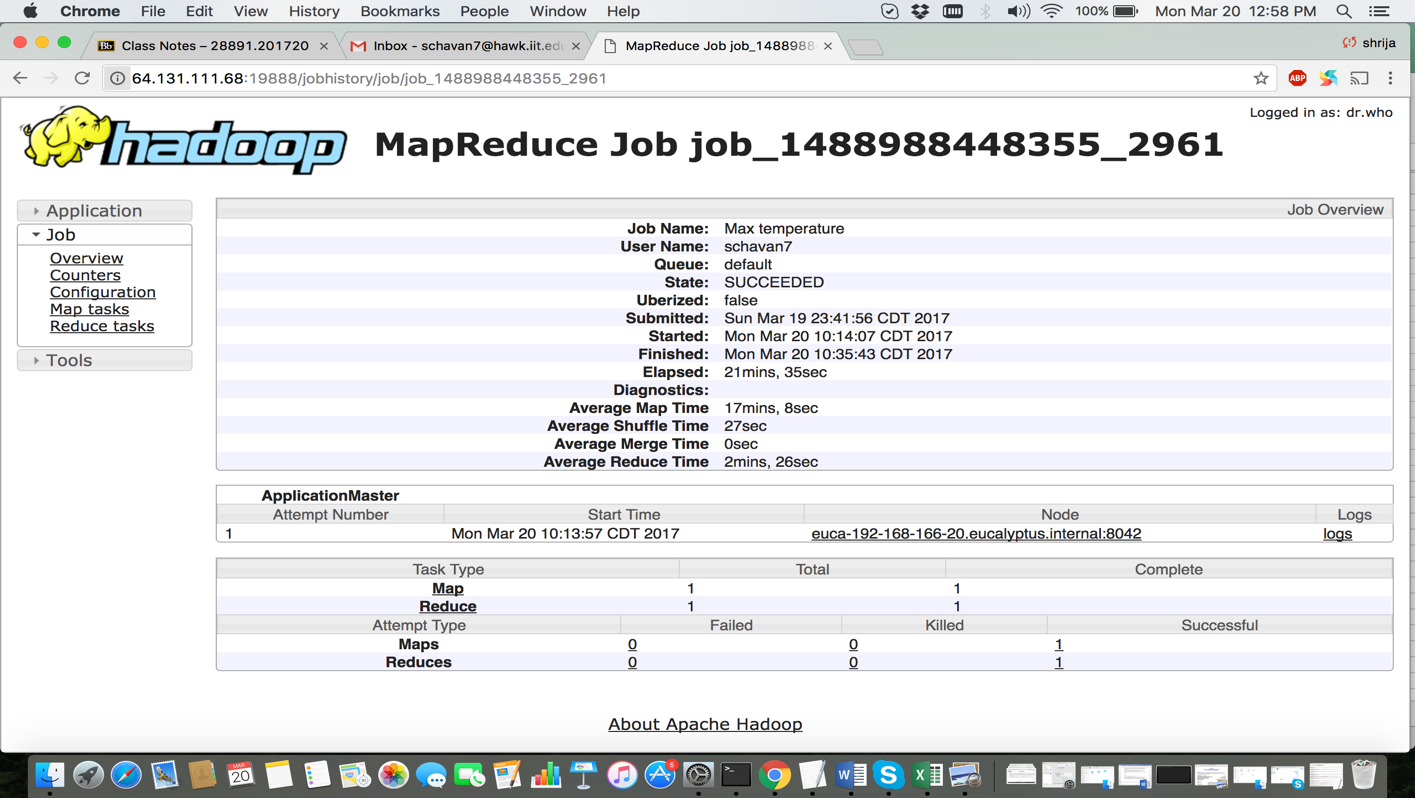 Chrome File Edit View History Bookmarks People Window Help 100% Mon Mar 20 12:58 PM
Bb Class Notes – 28891.201720 × Inbox - schavan7@hawk.iit.edu × MapReduce Job job_1488988 × shrija
64.131.111.68:19888/jobhistory/job/job_1488988448355_2961 ABP
Logged in as: dr.who
hadoop MapReduce Job job_1488988448355_2961
Application
Job
Overview
Counters
Configuration
Map tasks
Reduce tasks
Tools
Job Overview
Job Name: Max temperature
User Name: schavan7
Queue: default
State: SUCCEEDED
Uberized: false
Submitted: Sun Mar 19 23:41:56 CDT 2017
Started: Mon Mar 20 10:14:07 CDT 2017
Finished: Mon Mar 20 10:35:43 CDT 2017
Elapsed: 21mins, 35sec
Diagnostics:
Average Map Time 17mins, 8sec
Average Shuffle Time 27sec
Average Merge Time 0sec
Average Reduce Time 2mins, 26sec
ApplicationMaster
Attempt Number Start Time Node Logs
1 Mon Mar 20 10:13:57 CDT 2017 euca-192-168-166-20.eucalyptus.internal:8042 logs
Task Type Total Complete
Map 1 1
Reduce 1 1
Attempt Type Failed Killed Successful
Maps 0 0 1
Reduces 0 0 1
About Apache Hadoop
MAR
20
6